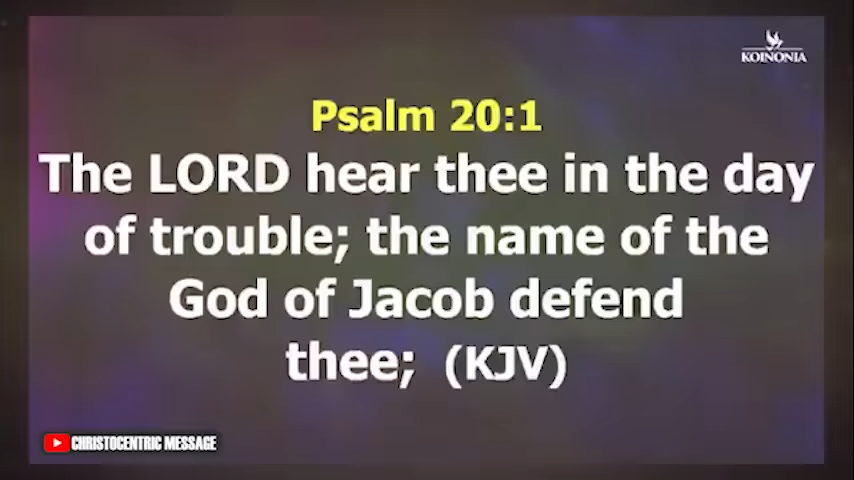 KOINONIA
Psalm 20:1
The LORD hear thee in the day
of trouble; the name of the
God of Jacob defend
thee; (KJV)
CHRISTOCENTRIC MESSAGE